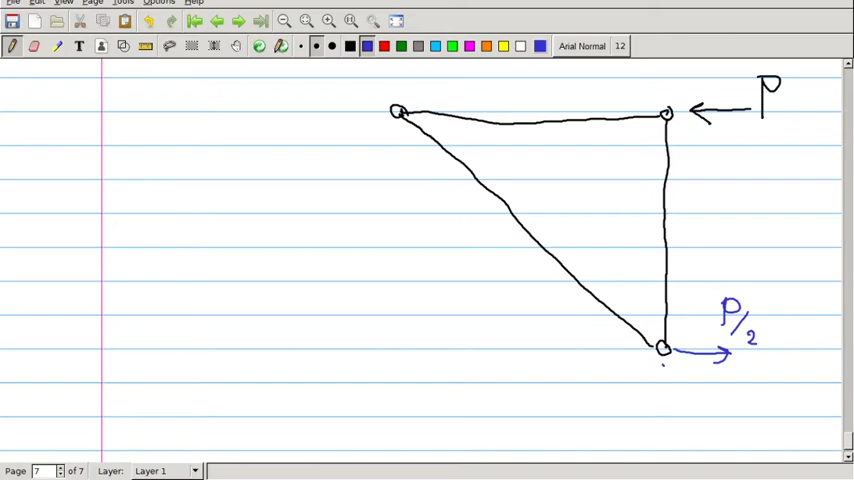 File Edit View Page Tools Options Help
T Arial Normal 12
P
P/2
Page 7 of 7 Layer: Layer 1